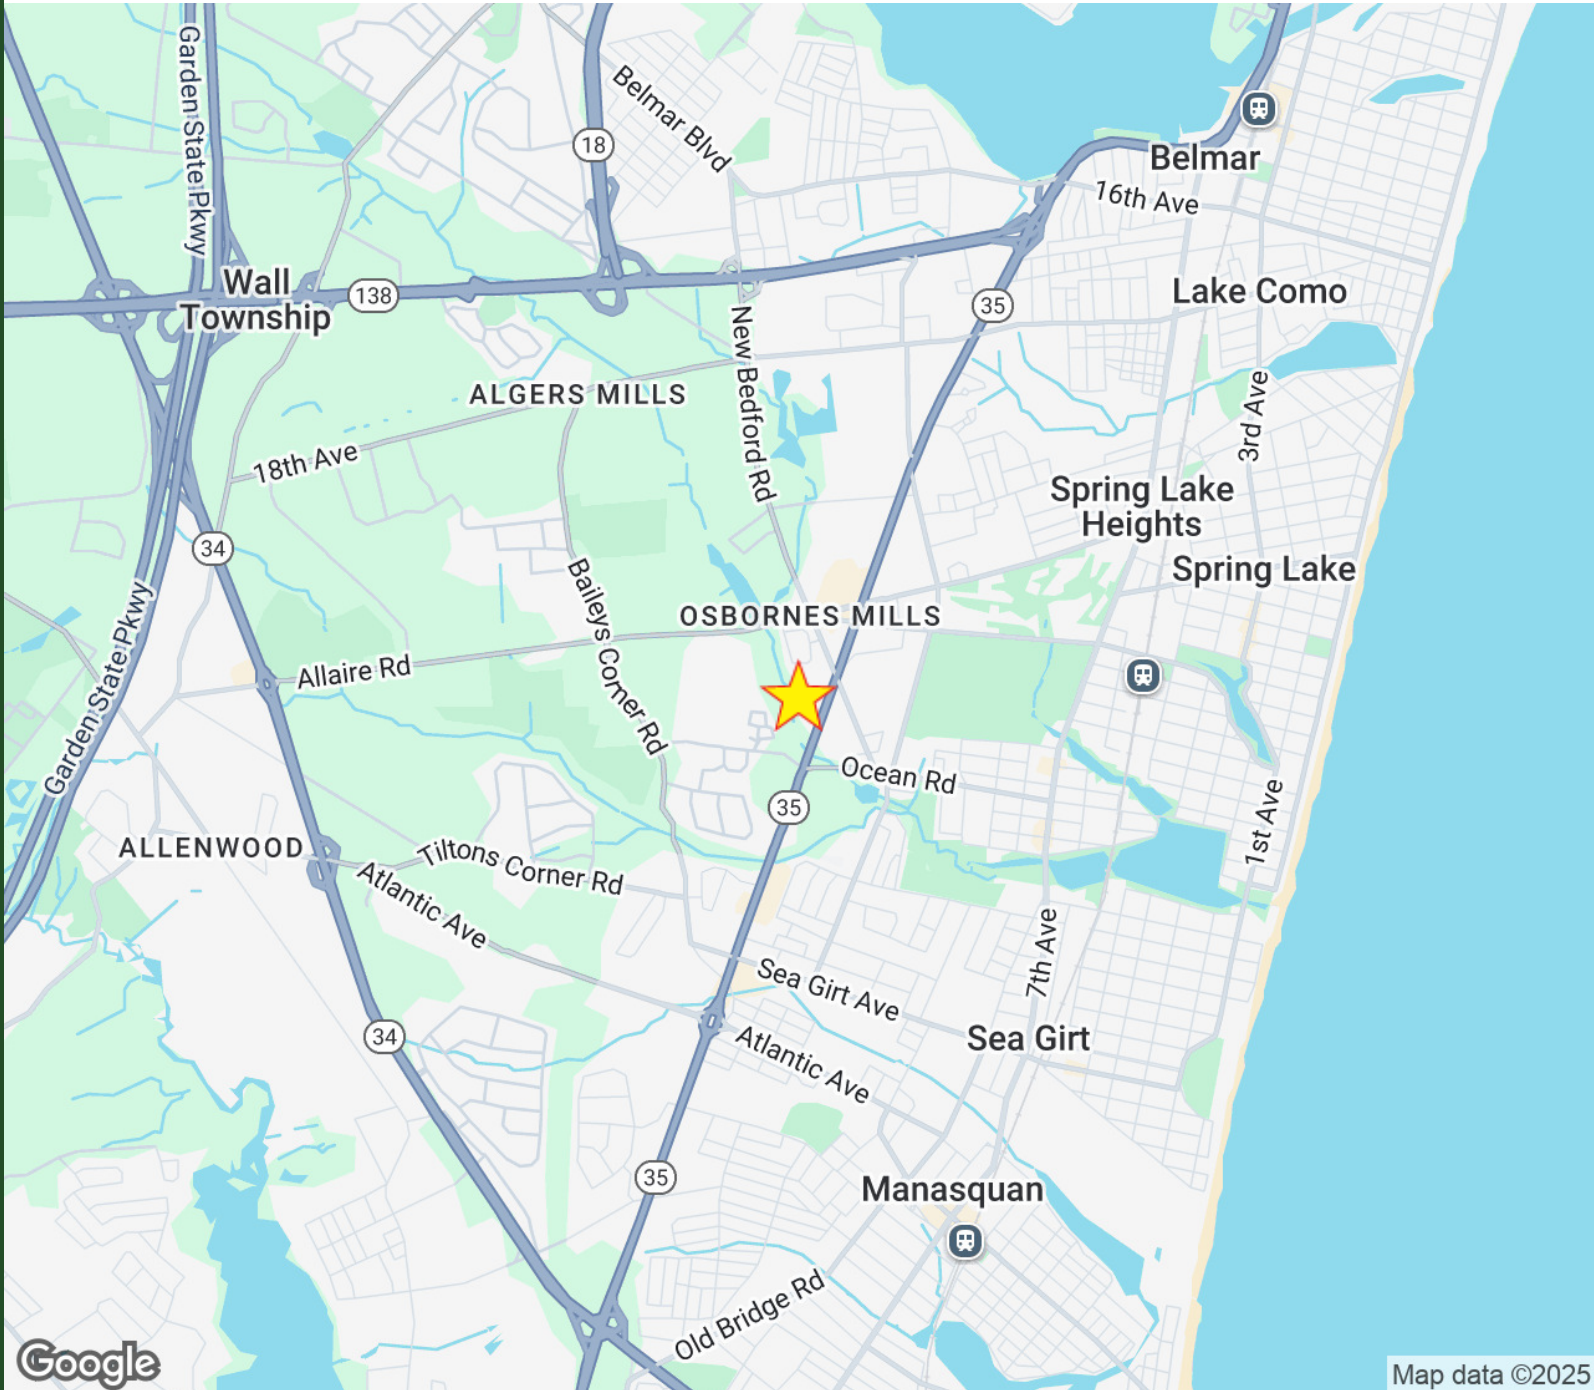 Garden State Pkwy
Belmar Blvd
18
Belmar
16th Ave
Wall
Township
138
35
Lake Como
New Bedford Rd
ALGERS MILLS
3rd Ave
18th Ave
Spring Lake
Heights
34
Spring Lake
Baileys Corner Rd
OSBORNES MILLS
Garden State Pkwy
Allaire Rd
Ocean Rd
35
1st Ave
ALLENWOOD
Tiltons Corner Rd
Atlantic Ave
7th Ave
Sea Girt Ave
34
Sea Girt
Atlantic Ave
35
Manasquan
Old Bridge Rd
Google
Map data ©2025